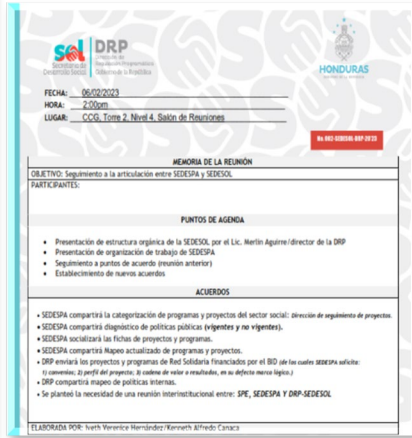 SEDESOL
Secretaría de
Desarrollo Social
DRP
Dirección de
Regulación Programática
Gobierno de la República
HONDURAS
FECHA: 06/02/2023
HORA: 2:00pm
LUGAR: CCG, Torre 2, Nivel 4, Salón de Reuniones
No.002-SEDESOL-DRP-2023
MEMORIA DE LA REUNIÓN
OBJETIVO: Seguimiento a la articulación entre SEDESPA y SEDESOL
PARTICIPANTES:
PUNTOS DE AGENDA
• Presentación de estructura orgánica de la SEDESOL por el Lic. Merlin Aguirre/director de la DRP
• Presentación de organización de trabajo de SEDESPA
• Seguimiento a puntos de acuerdo (reunión anterior)
• Establecimiento de nuevos acuerdos
ACUERDOS
• SEDESPA compartirá la categorización de programas y proyectos del sector social: Dirección de seguimiento de proyectos.
• SEDESPA compartirá diagnóstico de políticas públicas (vigentes y no vigentes).
• SEDESPA socializará las fichas de proyectos y programas.
• SEDESPA compartirá Mapeo actualizado de programas y proyectos.
• DRP enviará los proyectos y programas de Red Solidaria financiados por el BID (de los cuales SEDESPA solicita:
1) convenios; 2) perfil del proyecto; 3) cadena de valor o resultados, en su defecto marco lógico.)
• DRP compartirá mapeo de políticas internas.
• Se planteó la necesidad de una reunión interinstitucional entre: SPE, SEDESPA Y DRP-SEDESOL
ELABORADA POR: Iveth Verenice Hernández/Kenneth Alfredo Canaca